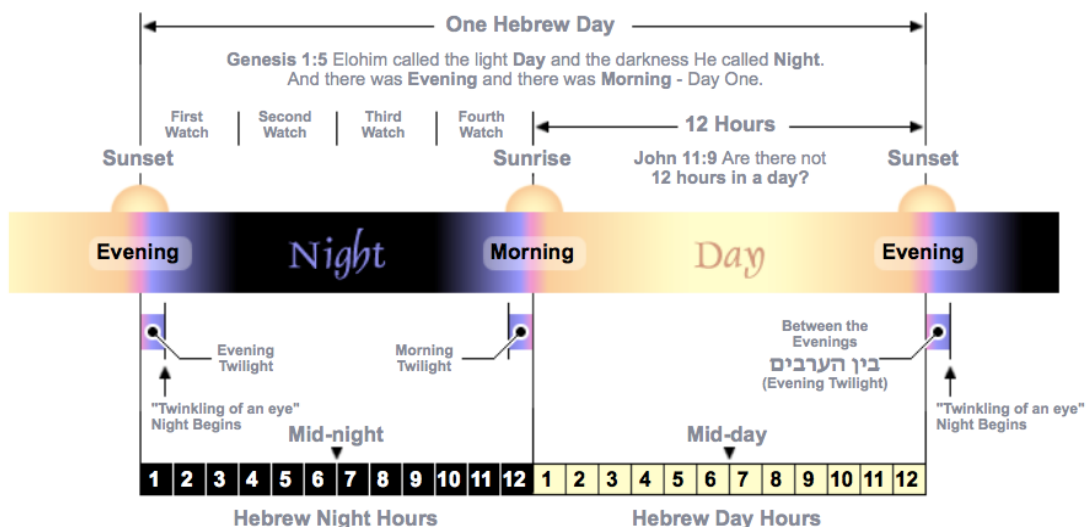 One Hebrew Day
Genesis 1:5 Elohim called the light Day and the darkness He called Night.
And there was Evening and there was Morning - Day One.
First
Watch
Second
Watch
Third
Watch
Fourth
Watch
12 Hours
Sunset
Sunrise
John 11:9 Are there not
12 hours in a day?
Sunset
Evening
Night
Morning
Day
Evening
Evening
Twilight
Morning
Twilight
Between the
Evenings
בין הערבים
(Evening Twilight)
"Twinkling of an eye"
Night Begins
"Twinkling of an eye"
Night Begins
Mid-night
Mid-day
1 2 3 4 5 6 7 8 9 10 11 12 1 2 3 4 5 6 7 8 9 10 11 12
Hebrew Night Hours
Hebrew Day Hours